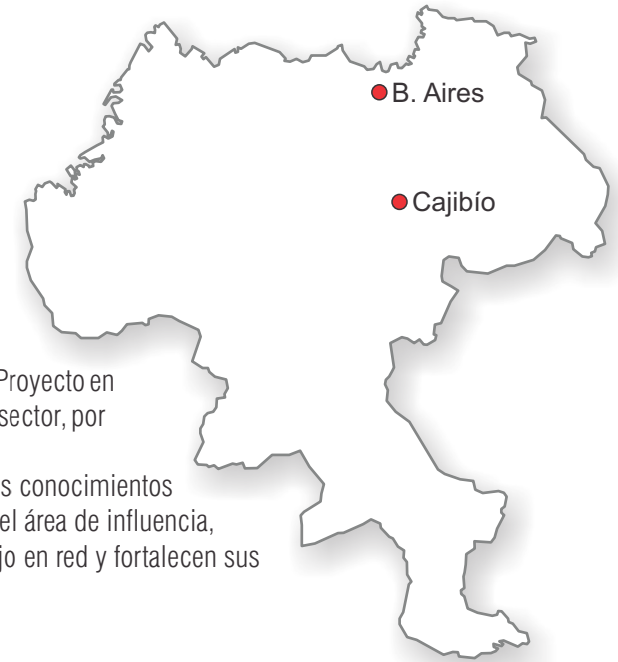 B. Aires
Cajibío
Proyecto en
sector, por
s conocimientos
el área de influencia,
jo en red y fortalecen sus